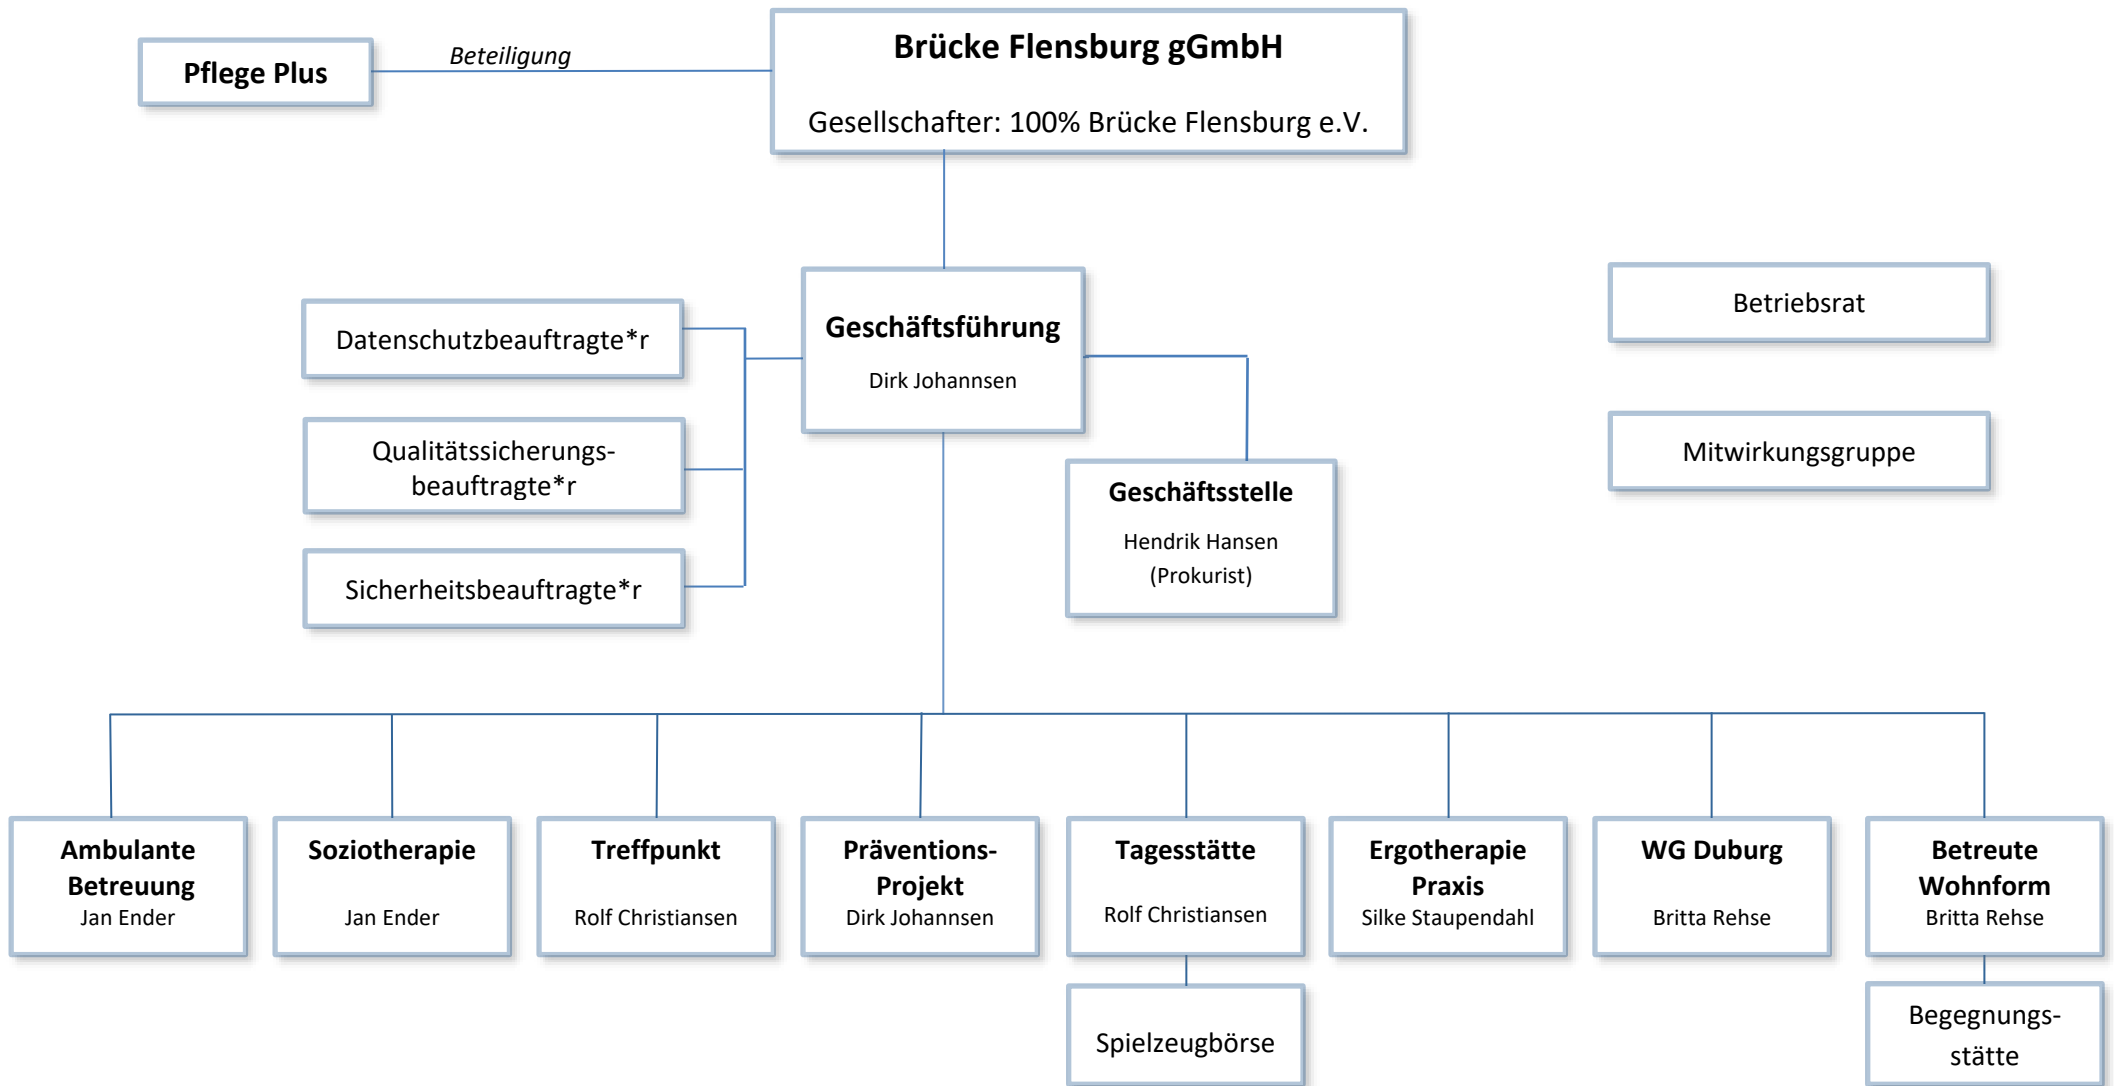 Brücke Flensburg gGmbH
Gesellschafter: 100% Brücke Flensburg e.V.
Beteiligung
Pflege Plus
Geschäftsführung
Dirk Johannsen
Datenschutzbeauftragte*r
Qualitätssicherungs-
beauftragte*r
Sicherheitsbeauftragte*r
Geschäftsstelle
Hendrik Hansen
(Prokurist)
Betriebsrat
Mitwirkungsgruppe
Ambulante
Betreuung
Jan Ender
Soziotherapie
Jan Ender
Treffpunkt
Rolf Christiansen
Präventions-
Projekt
Dirk Johannsen
Tagesstätte
Rolf Christiansen
Spielzeugbörse
Ergotherapie
Praxis
Silke Staupendahl
WG Duburg
Britta Rehse
Betreute
Wohnform
Britta Rehse
Begegnungs-
stätte